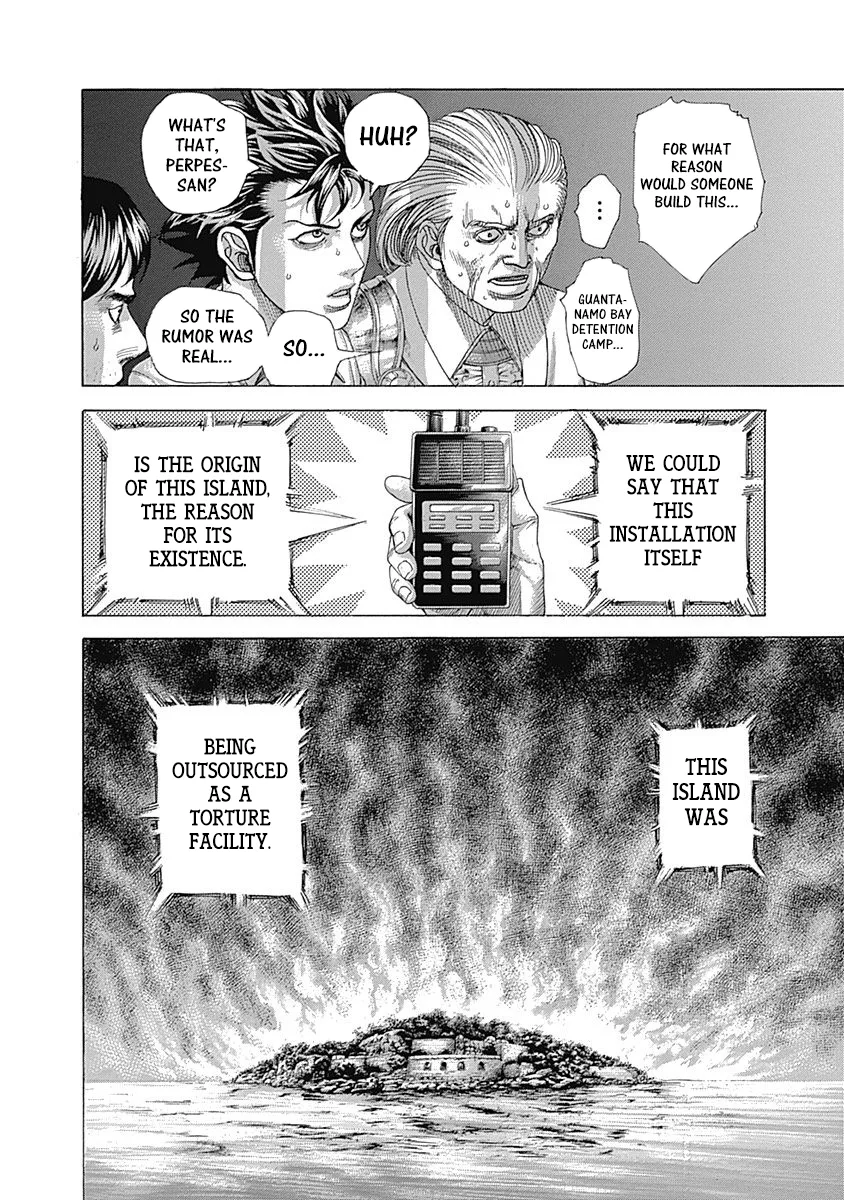 FOR WHAT
REASON
WOULD SOMEONE
BUILD THIS...
...
GUANTA-
NAMO BAY
DETENTION
CAMP...
HUH?
WHAT'S
THAT,
PERPES-
SAN?
SO...
SO THE
RUMOR WAS
REAL...
WE COULD
SAY THAT
THIS
INSTALLATION
ITSELF
IS THE ORIGIN
OF THIS ISLAND,
THE REASON
FOR ITS
EXISTENCE.
THIS
ISLAND
WAS
BEING
OUTSOURCED
AS A
TORTURE
FACILITY.